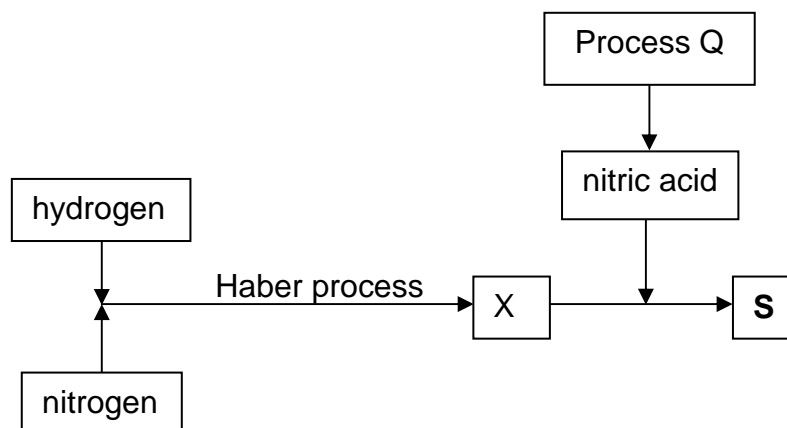 Process Q
nitric acid
hydrogen
Haber process
X
S
nitrogen